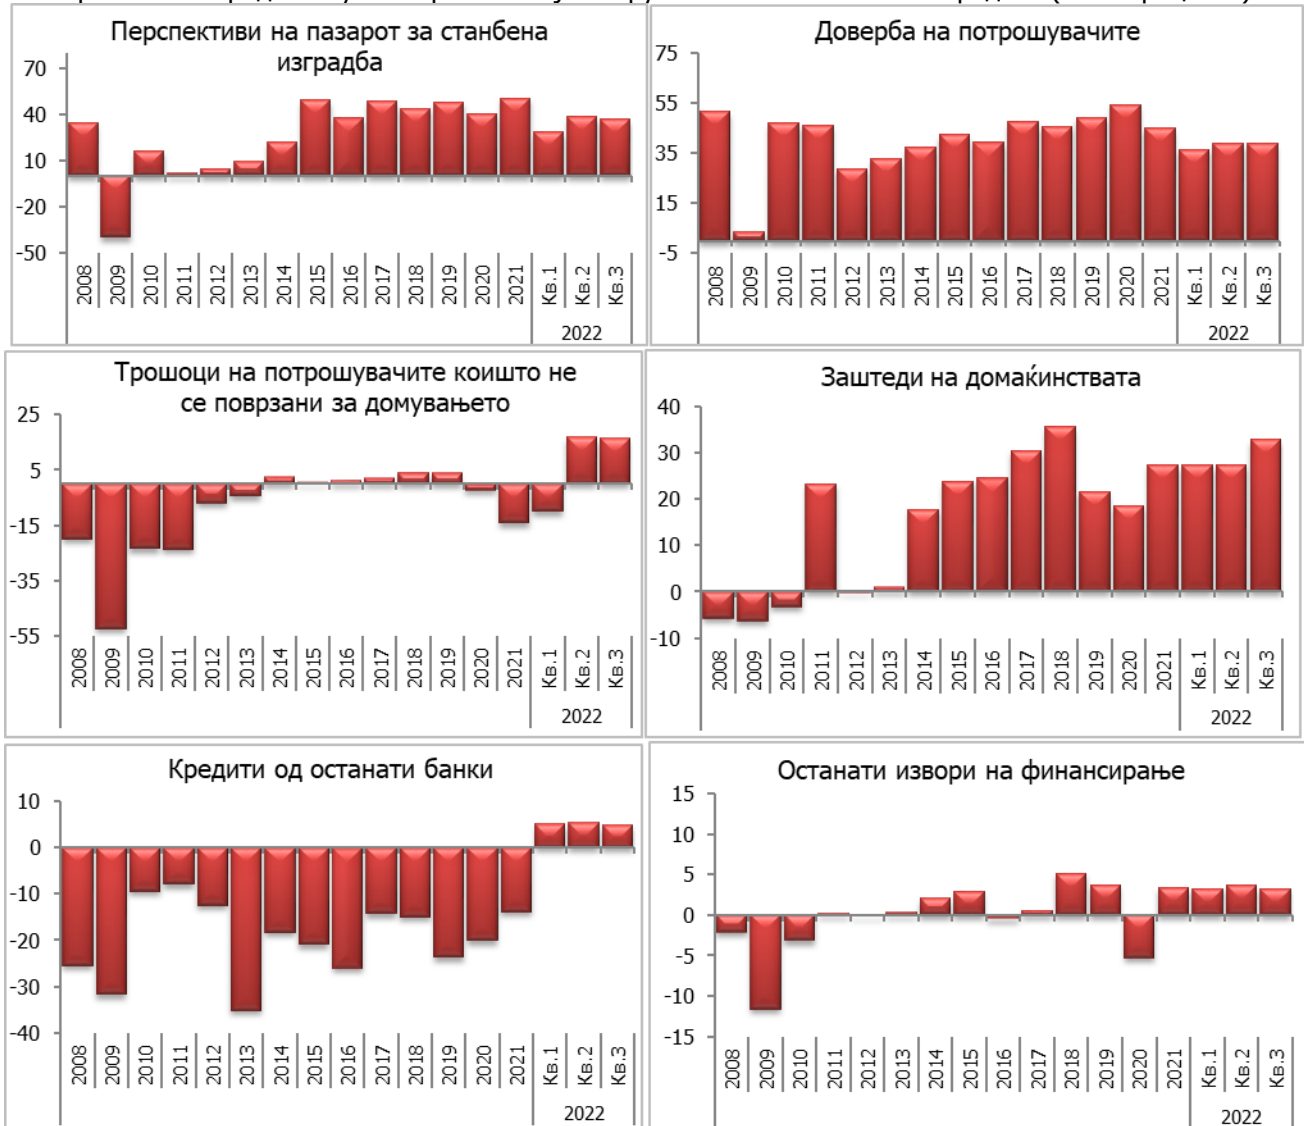 Перспективи на пазарот за станбена
изградба
70
40
10
-20
-50
2008 2009 2010 2011 2012 2013 2014 2015 2016 2017 2018 2019 2020 2021 Кв.1 Кв.2 Кв.3
2022
Доверба на потрошувачите
75
55
35
15
-5
2008 2009 2010 2011 2012 2013 2014 2015 2016 2017 2018 2019 2020 2021 Кв.1 Кв.2 Кв.3
2022
Трошоци на потрошувачите коишто не
се поврзани за домувањето
25
5
-15
-35
-55
2008 2009 2010 2011 2012 2013 2014 2015 2016 2017 2018 2019 2020 2021 Кв.1 Кв.2 Кв.3
2022
Заштеди на домаќинствата
40
30
20
10
0
-10
2008 2009 2010 2011 2012 2013 2014 2015 2016 2017 2018 2019 2020 2021 Кв.1 Кв.2 Кв.3
2022
Кредити од останати банки
10
0
-10
-20
-30
-40
2008 2009 2010 2011 2012 2013 2014 2015 2016 2017 2018 2019 2020 2021 Кв.1 Кв.2 Кв.3
2022
Останати извори на финансирање
15
10
5
0
-5
-10
-15
2008 2009 2010 2011 2012 2013 2014 2015 2016 2017 2018 2019 2020 2021 Кв.1 Кв.2 Кв.3
2022